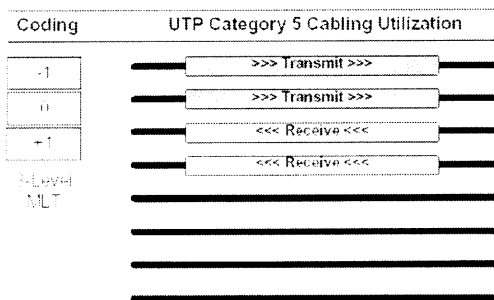 Coding UTP Category 5 Cabling Utilization
-1 >>> Transmit >>>
0 >>> Transmit >>>
+1 <<< Receive <<<
<<< Receive <<<
3-Level
MLT